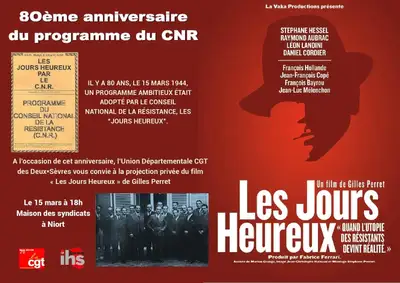 80ème anniversaire
du programme du CNR
LES
JOURS HEUREUX
PAR
LE
C.N.R.
PROGRAMME
DU
CONSEIL NATIONAL
DE LA
RÉSISTANCE
(C.N.R.)
IL Y A 80 ANS, LE 15 MARS 1944,
UN PROGRAMME AMBITIEUX ÉTAIT
ADOPTÉ PAR LE CONSEIL
NATIONAL DE LA RÉSISTANCE, LES
"JOURS HEUREUX".
A l'occasion de cet anniversaire, l'Union Départementale CGT
des Deux-Sèvres vous convie à la projection privée du film
« Les Jours Heureux » de Gilles Perret
Le 15 mars à 18h
Maison des syndicats
à Niort
cgt
ihs
La Vaka Productions présente
STEPHANE HESSEL
RAYMOND AUBRAC
LÉON LANDINI
DANIEL CORDIER
François Hollande
Jean-François Copé
François Bayrou
Jean-Luc Mélenchon
Un film de Gilles Perret
Les Jours
Heureux
« QUAND L'UTOPIE
DES RÉSISTANTS
DEVINT RÉALITÉ. »
Produit par Fabrice Ferrari.